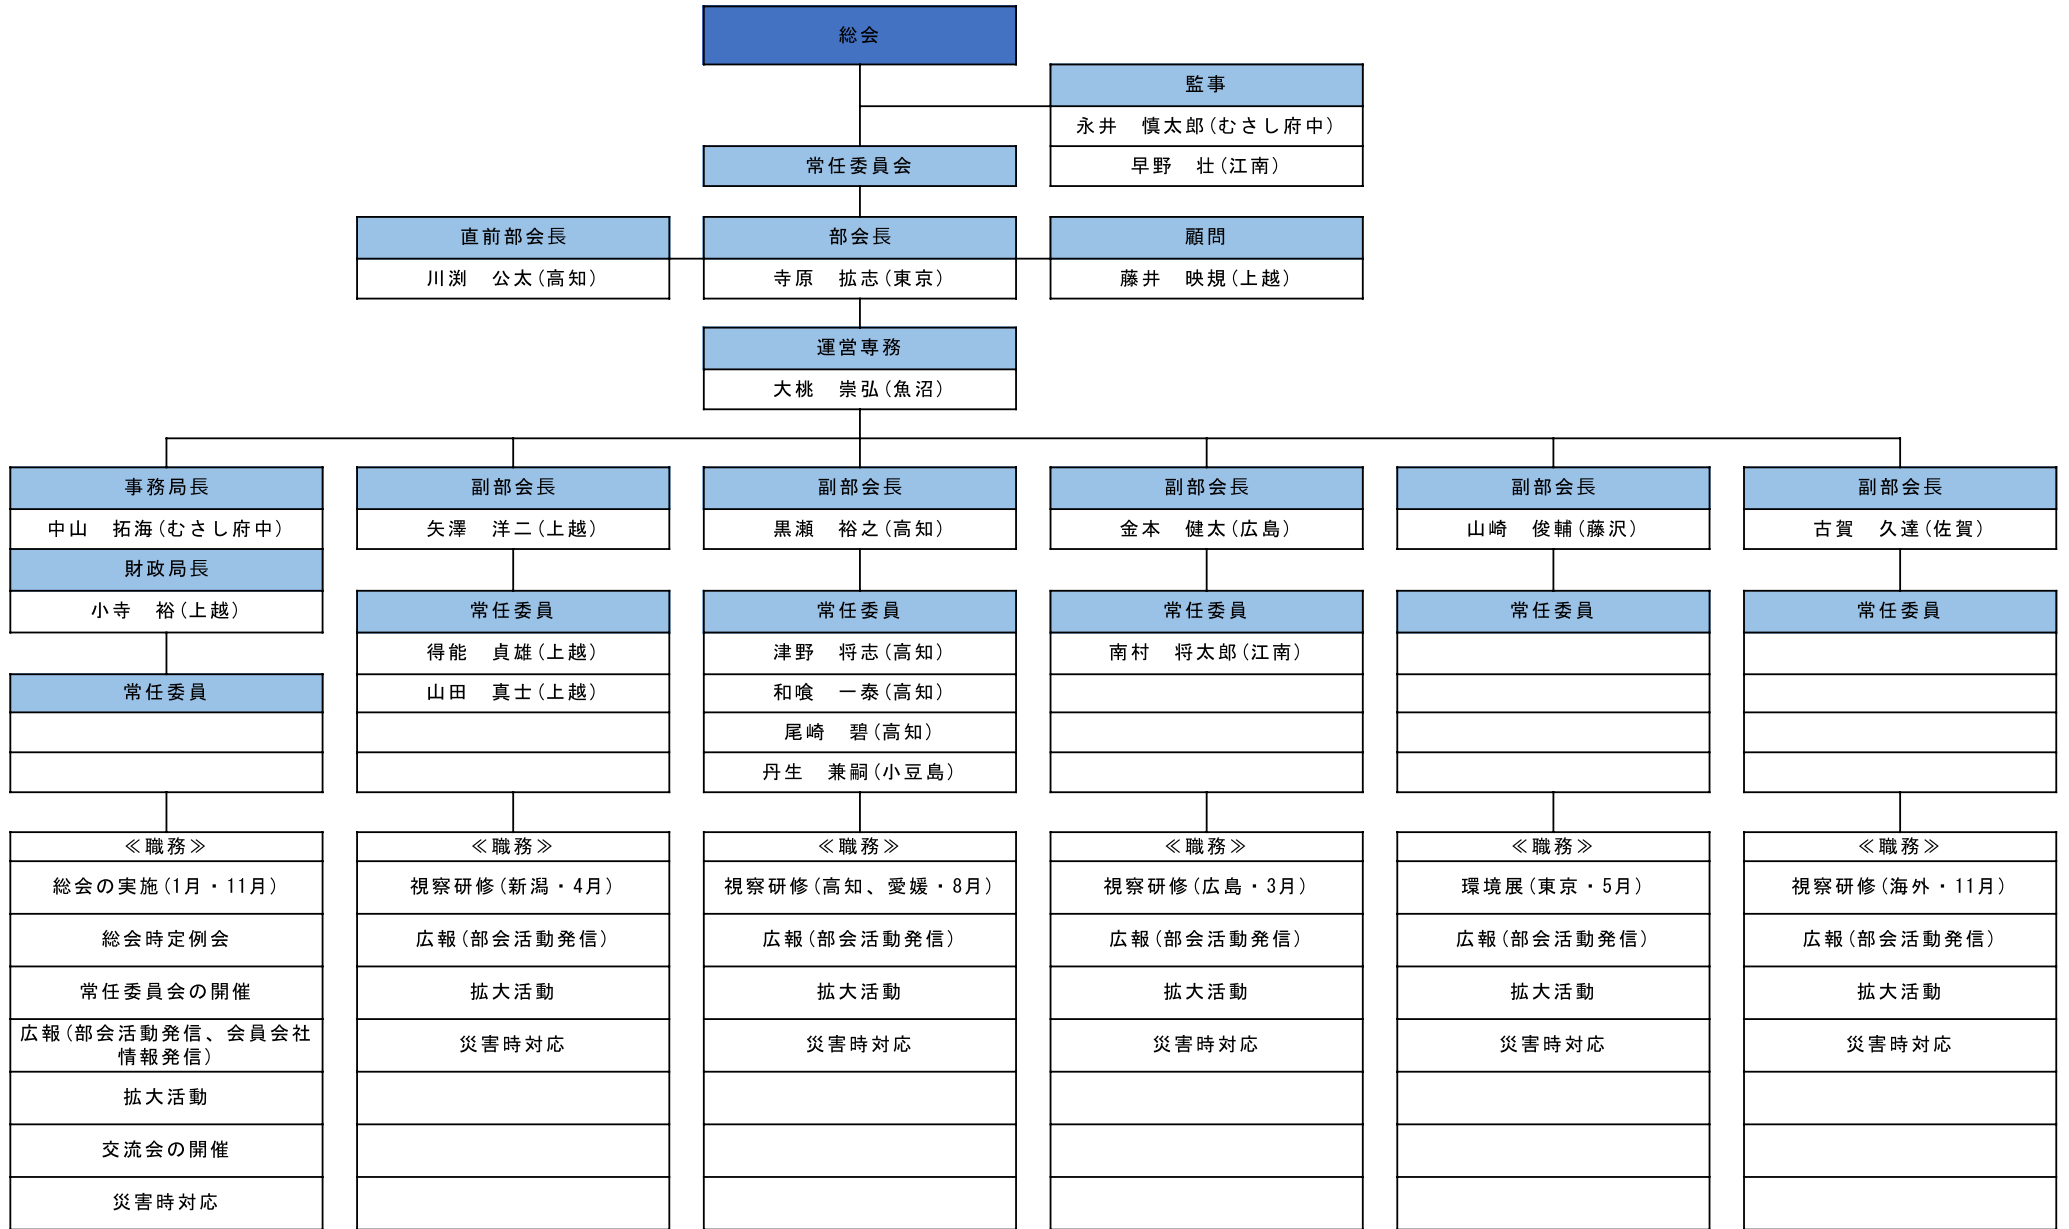 総会
監事
永井　慎太郎(むさし府中)
早野　壮(江南)
常任委員会
直前部会長
川渕　公太(高知)
部会長
寺原　拡志(東京)
顧問
藤井　映規(上越)
運営専務
大桃　崇弘(魚沼)
事務局長
中山　拓海(むさし府中)
財政局長
小寺　裕(上越)
常任委員
≪職務≫
総会の実施(1月・11月)
総会時定例会
常任委員会の開催
広報(部会活動発信、会員会社
情報発信)
拡大活動
交流会の開催
災害時対応
副部会長
矢澤　洋二(上越)
常任委員
得能　貞雄(上越)
山田　真士(上越)
≪職務≫
視察研修(新潟・4月)
広報(部会活動発信)
拡大活動
災害時対応
副部会長
黒瀬　裕之(高知)
常任委員
津野　将志(高知)
和喰　一泰(高知)
尾崎　碧(高知)
丹生　兼嗣(小豆島)
≪職務≫
視察研修(高知、愛媛・8月)
広報(部会活動発信)
拡大活動
災害時対応
副部会長
金本　健太(広島)
常任委員
南村　将太郎(江南)
≪職務≫
視察研修(広島・3月)
広報(部会活動発信)
拡大活動
災害時対応
副部会長
山崎　俊輔(藤沢)
常任委員
≪職務≫
環境展(東京・5月)
広報(部会活動発信)
拡大活動
災害時対応
副部会長
古賀　久達(佐賀)
常任委員
≪職務≫
視察研修(海外・11月)
広報(部会活動発信)
拡大活動
災害時対応